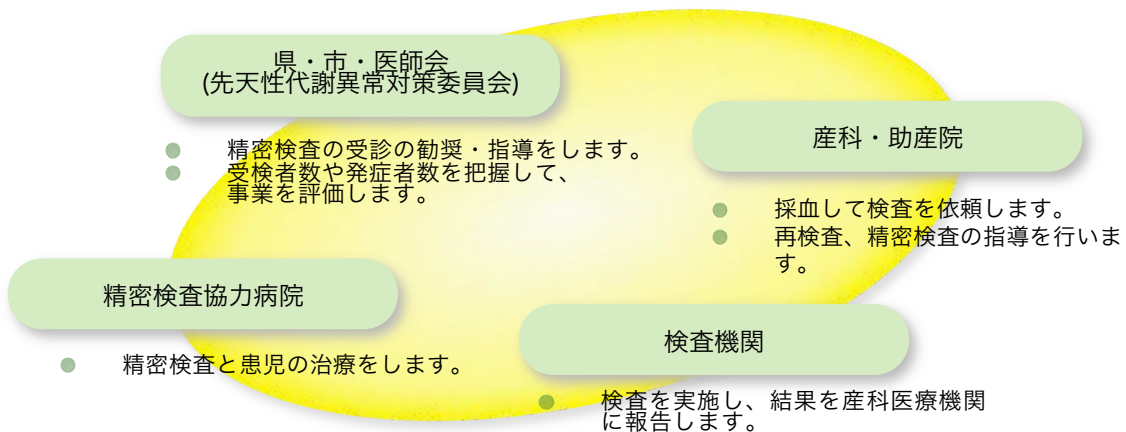 県・市・医師会
(先天性代謝異常対策委員会)
精密検査の受診の勧奨・指導をします。
受検者数や発症者数を把握して、
事業を評価します。
産科・助産院
採血して検査を依頼します。
再検査、精密検査の指導を行いま
す。
精密検査協力病院
精密検査と患児の治療をします。
検査機関
検査を実施し、結果を産科医療機関
に報告します。